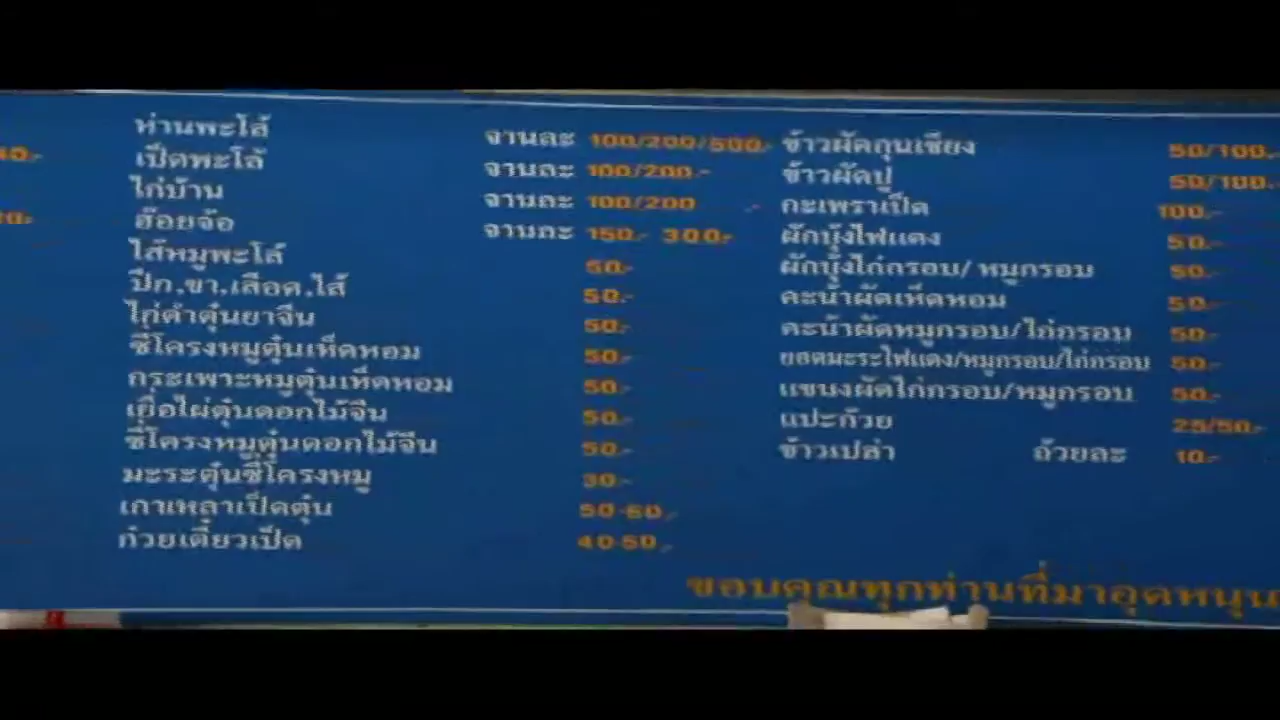 ห่านพะโล้ จานละ 100/200/500.-
เป็ดพะโล้ จานละ 100/200.-
ไก่บ้าน จานละ 100/200
ฮ๊อยจ้อ จานละ 150.- 300.-
ไส้หมูพะโล้ 50.-
ปีก.ขา.เลือด.ไส้ 50.-
ไก่ดำตุ๋นยาจีน 50.-
ซี่โครงหมูตุ๋นเห็ดหอม 50.-
กระเพาะหมูตุ๋นเห็ดหอม 50.-
เยื่อไผ่ตุ๋นดอกไม้จีน 50.-
ซี่โครงหมูตุ๋นดอกไม้จีน 50.-
มะระตุ๋นซี่โครงหมู 30.-
เกาเหลาเป็ดตุ๋น 50-60.-
ก๋วยเตี๋ยวเป็ด 40-50.-
ข้าวผัดกุนเชียง 50/100.-
ข้าวผัดปู 50/100.-
กะเพราเป็ด 100.-
ผักบุ้งไฟแดง 50.-
ผักบุ้งไก่กรอบ/ หมูกรอบ 50.-
คะน้าผัดเห็ดหอม 50.-
คะน้าผัดหมูกรอบ/ไก่กรอบ 50.-
ยอดมะระไฟแดง/หมูกรอบ/ไก่กรอบ 50.-
แขนงผัดไก่กรอบ/หมูกรอบ 50.-
แปะก๊วย 25/50.-
ข้าวเปล่า ถ้วยละ 10.-
ขอบคุณทุกท่านที่มาอุดหนุน